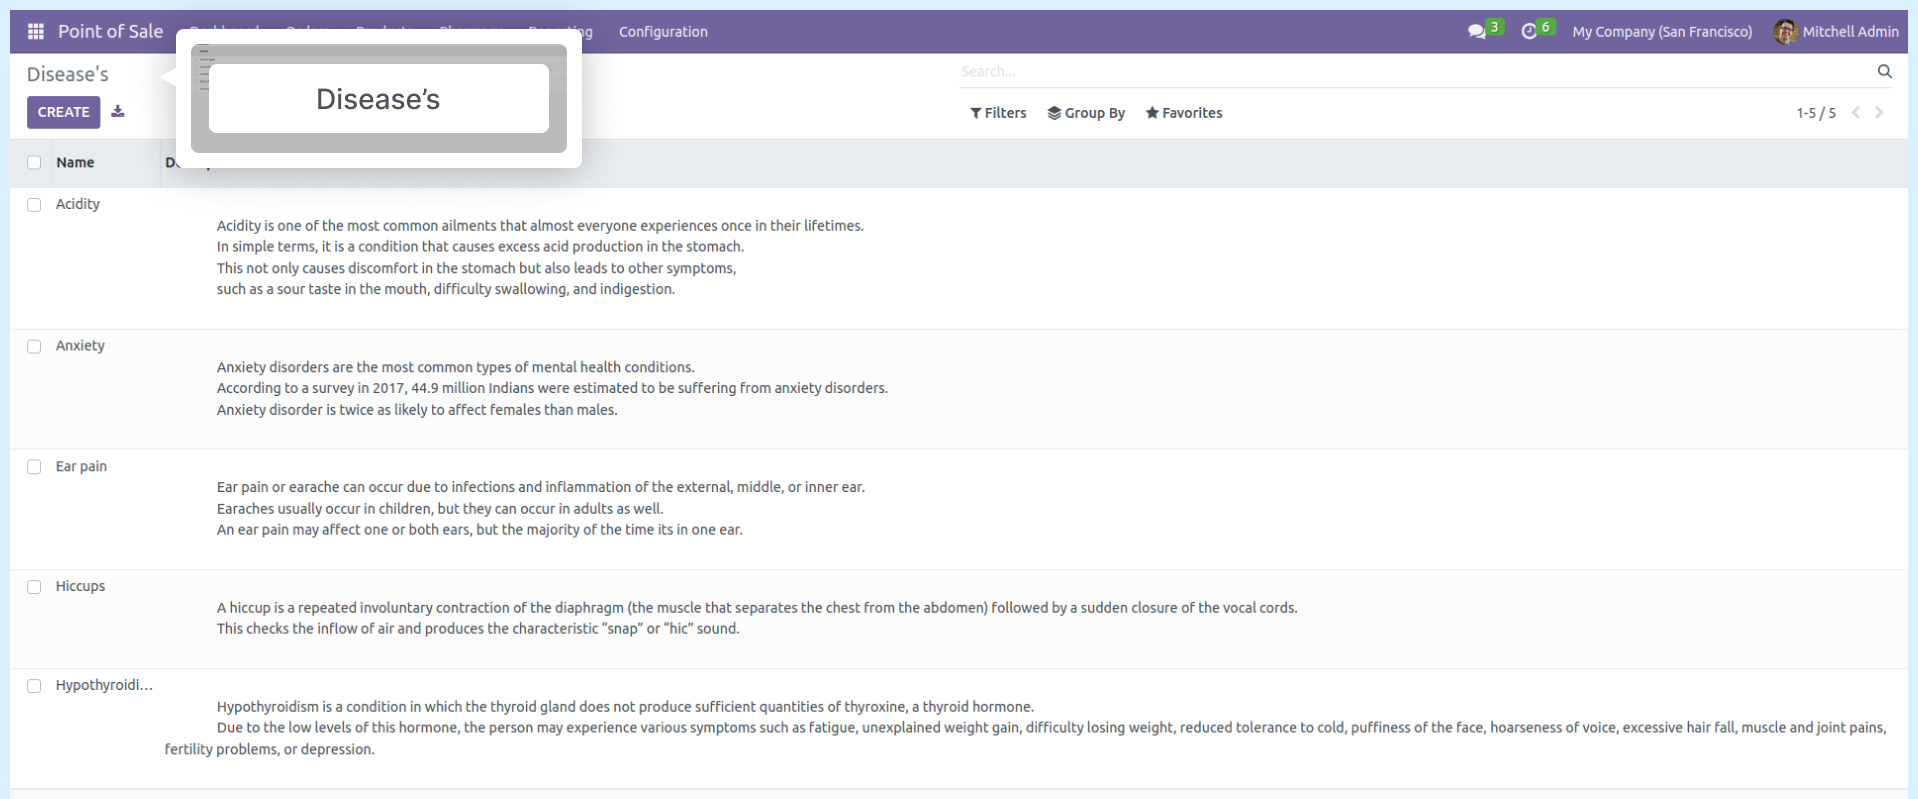 Point of Sale
Configuration
3
6
My Company (San Francisco)
Mitchell Admin
Disease's
Disease’s
Search...
CREATE
Filters
Group By
Favorites
1-5 / 5
Name
Acidity
Acidity is one of the most common ailments that almost everyone experiences once in their lifetimes.
In simple terms, it is a condition that causes excess acid production in the stomach.
This not only causes discomfort in the stomach but also leads to other symptoms,
such as a sour taste in the mouth, difficulty swallowing, and indigestion.
Anxiety
Anxiety disorders are the most common types of mental health conditions.
According to a survey in 2017, 44.9 million Indians were estimated to be suffering from anxiety disorders.
Anxiety disorder is twice as likely to affect females than males.
Ear pain
Ear pain or earache can occur due to infections and inflammation of the external, middle, or inner ear.
Earaches usually occur in children, but they can occur in adults as well.
An ear pain may affect one or both ears, but the majority of the time its in one ear.
Hiccups
A hiccup is a repeated involuntary contraction of the diaphragm (the muscle that separates the chest from the abdomen) followed by a sudden closure of the vocal cords.
This checks the inflow of air and produces the characteristic “snap” or “hic” sound.
Hypothyroidi...
Hypothyroidism is a condition in which the thyroid gland does not produce sufficient quantities of thyroxine, a thyroid hormone.
Due to the low levels of this hormone, the person may experience various symptoms such as fatigue, unexplained weight gain, difficulty losing weight, reduced tolerance to cold, puffiness of the face, hoarseness of voice, excessive hair fall, muscle and joint pains,
fertility problems, or depression.